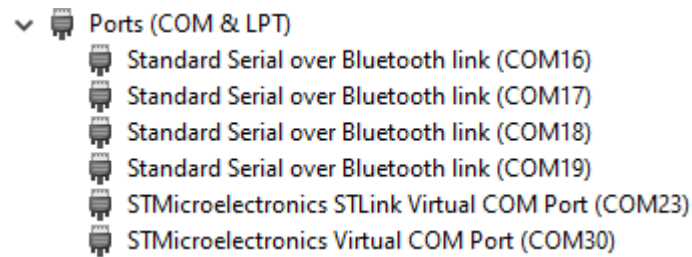 Ports (COM & LPT)
Standard Serial over Bluetooth link (COM16)
Standard Serial over Bluetooth link (COM17)
Standard Serial over Bluetooth link (COM18)
Standard Serial over Bluetooth link (COM19)
STMicroelectronics STLink Virtual COM Port (COM23)
STMicroelectronics Virtual COM Port (COM30)